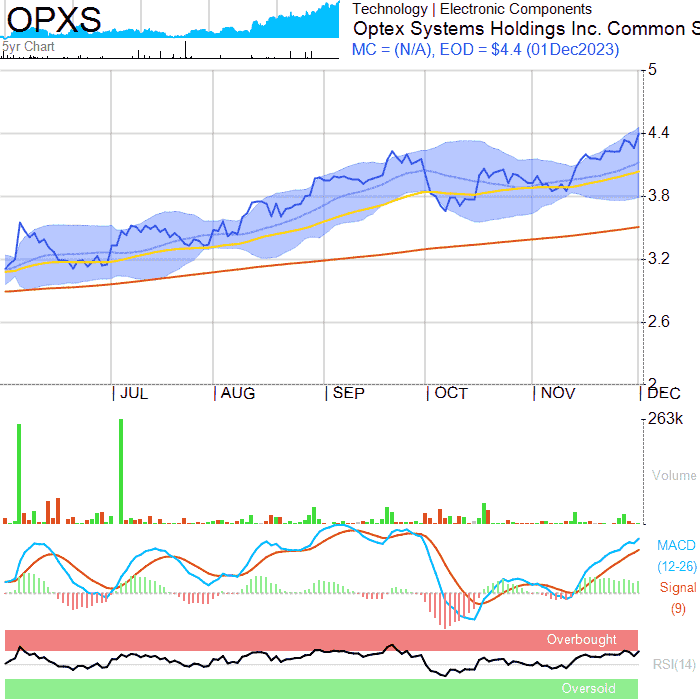 OPXS
5yr Chart
Technology | Electronic Components
Optex Systems Holdings Inc. Common S
MC = (N/A), EOD = $4.4 (01Dec2023)
5
4.4
3.8
3.2
2.6
2
JUL
AUG
SEP
OCT
NOV
DEC
263k
Volume
MACD
(12-26)
Signal
(9)
Overbought
RSI(14)
Oversold